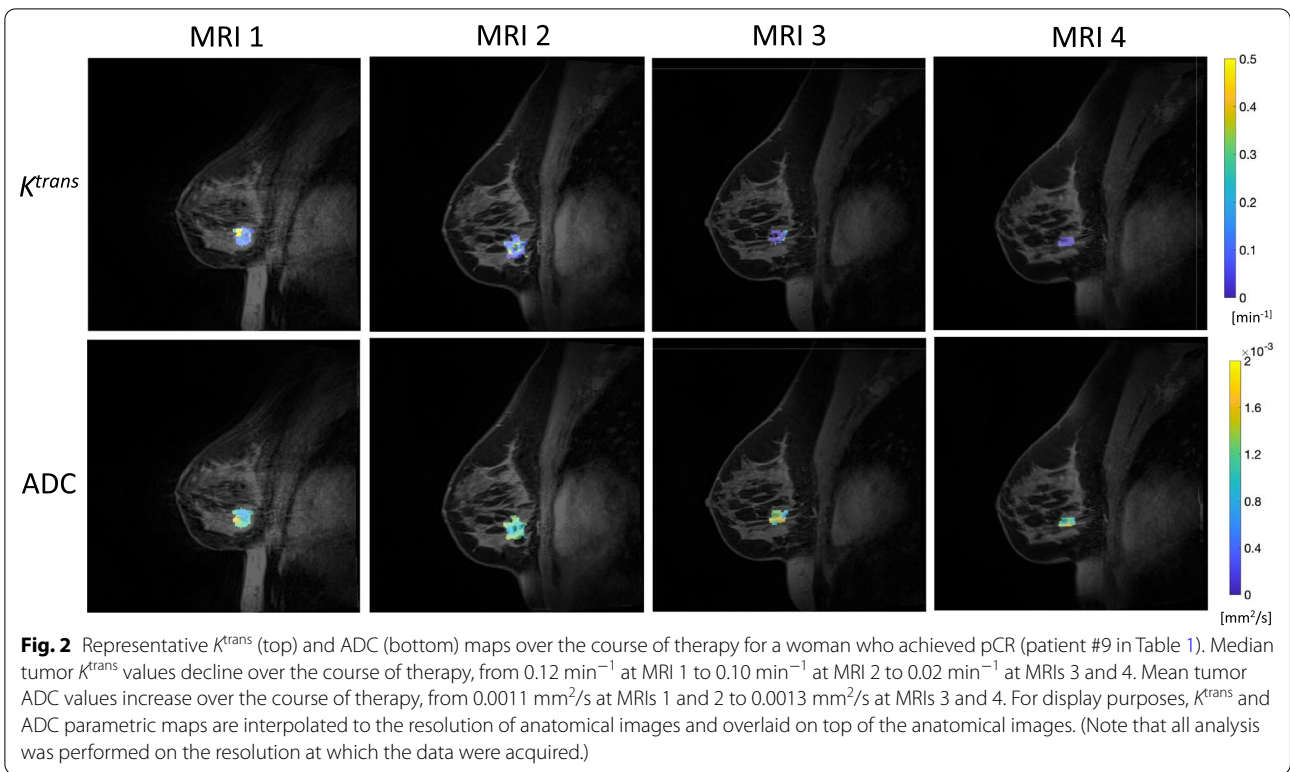 MRI 1 MRI 2 MRI 3 MRI 4
K^trans
0.5
0.4
0.3
0.2
0.1
0
[min^-1]
ADC
×10^-3
2
1.6
1.2
0.8
0.4
0
[mm^2/s]
Fig. 2 Representative K^trans (top) and ADC (bottom) maps over the course of therapy for a woman who achieved pCR (patient #9 in Table 1). Median
tumor K^trans values decline over the course of therapy, from 0.12 min^−1 at MRI 1 to 0.10 min^−1 at MRI 2 to 0.02 min^−1 at MRIs 3 and 4. Mean tumor
ADC values increase over the course of therapy, from 0.0011 mm^2/s at MRIs 1 and 2 to 0.0013 mm^2/s at MRIs 3 and 4. For display purposes, K^trans and
ADC parametric maps are interpolated to the resolution of anatomical images and overlaid on top of the anatomical images. (Note that all analysis
was performed on the resolution at which the data were acquired.)